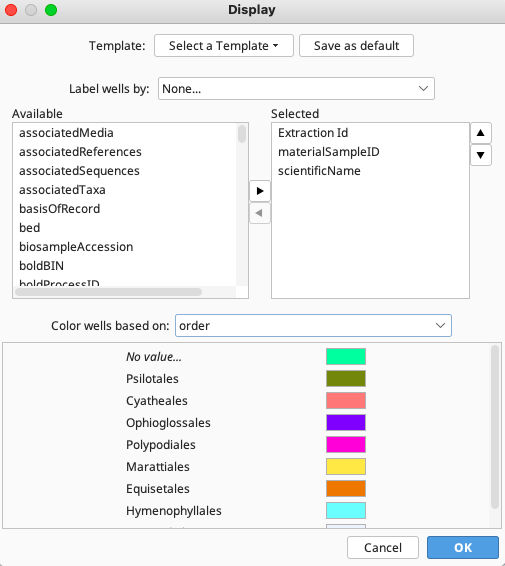 Display
Template: Select a Template Save as default
Label wells by: None...
Available
Selected
associatedMedia
associatedReferences
associatedSequences
associatedTaxa
basisOfRecord
bed
biosampleAccession
boldBIN
boldProcessID
Extraction Id
materialSampleID
scientificName
Color wells based on: order
No value...
Psilotales
Cyatheales
Ophioglossales
Polypodiales
Marattiales
Equisetales
Hymenophyllales
Cancel
OK